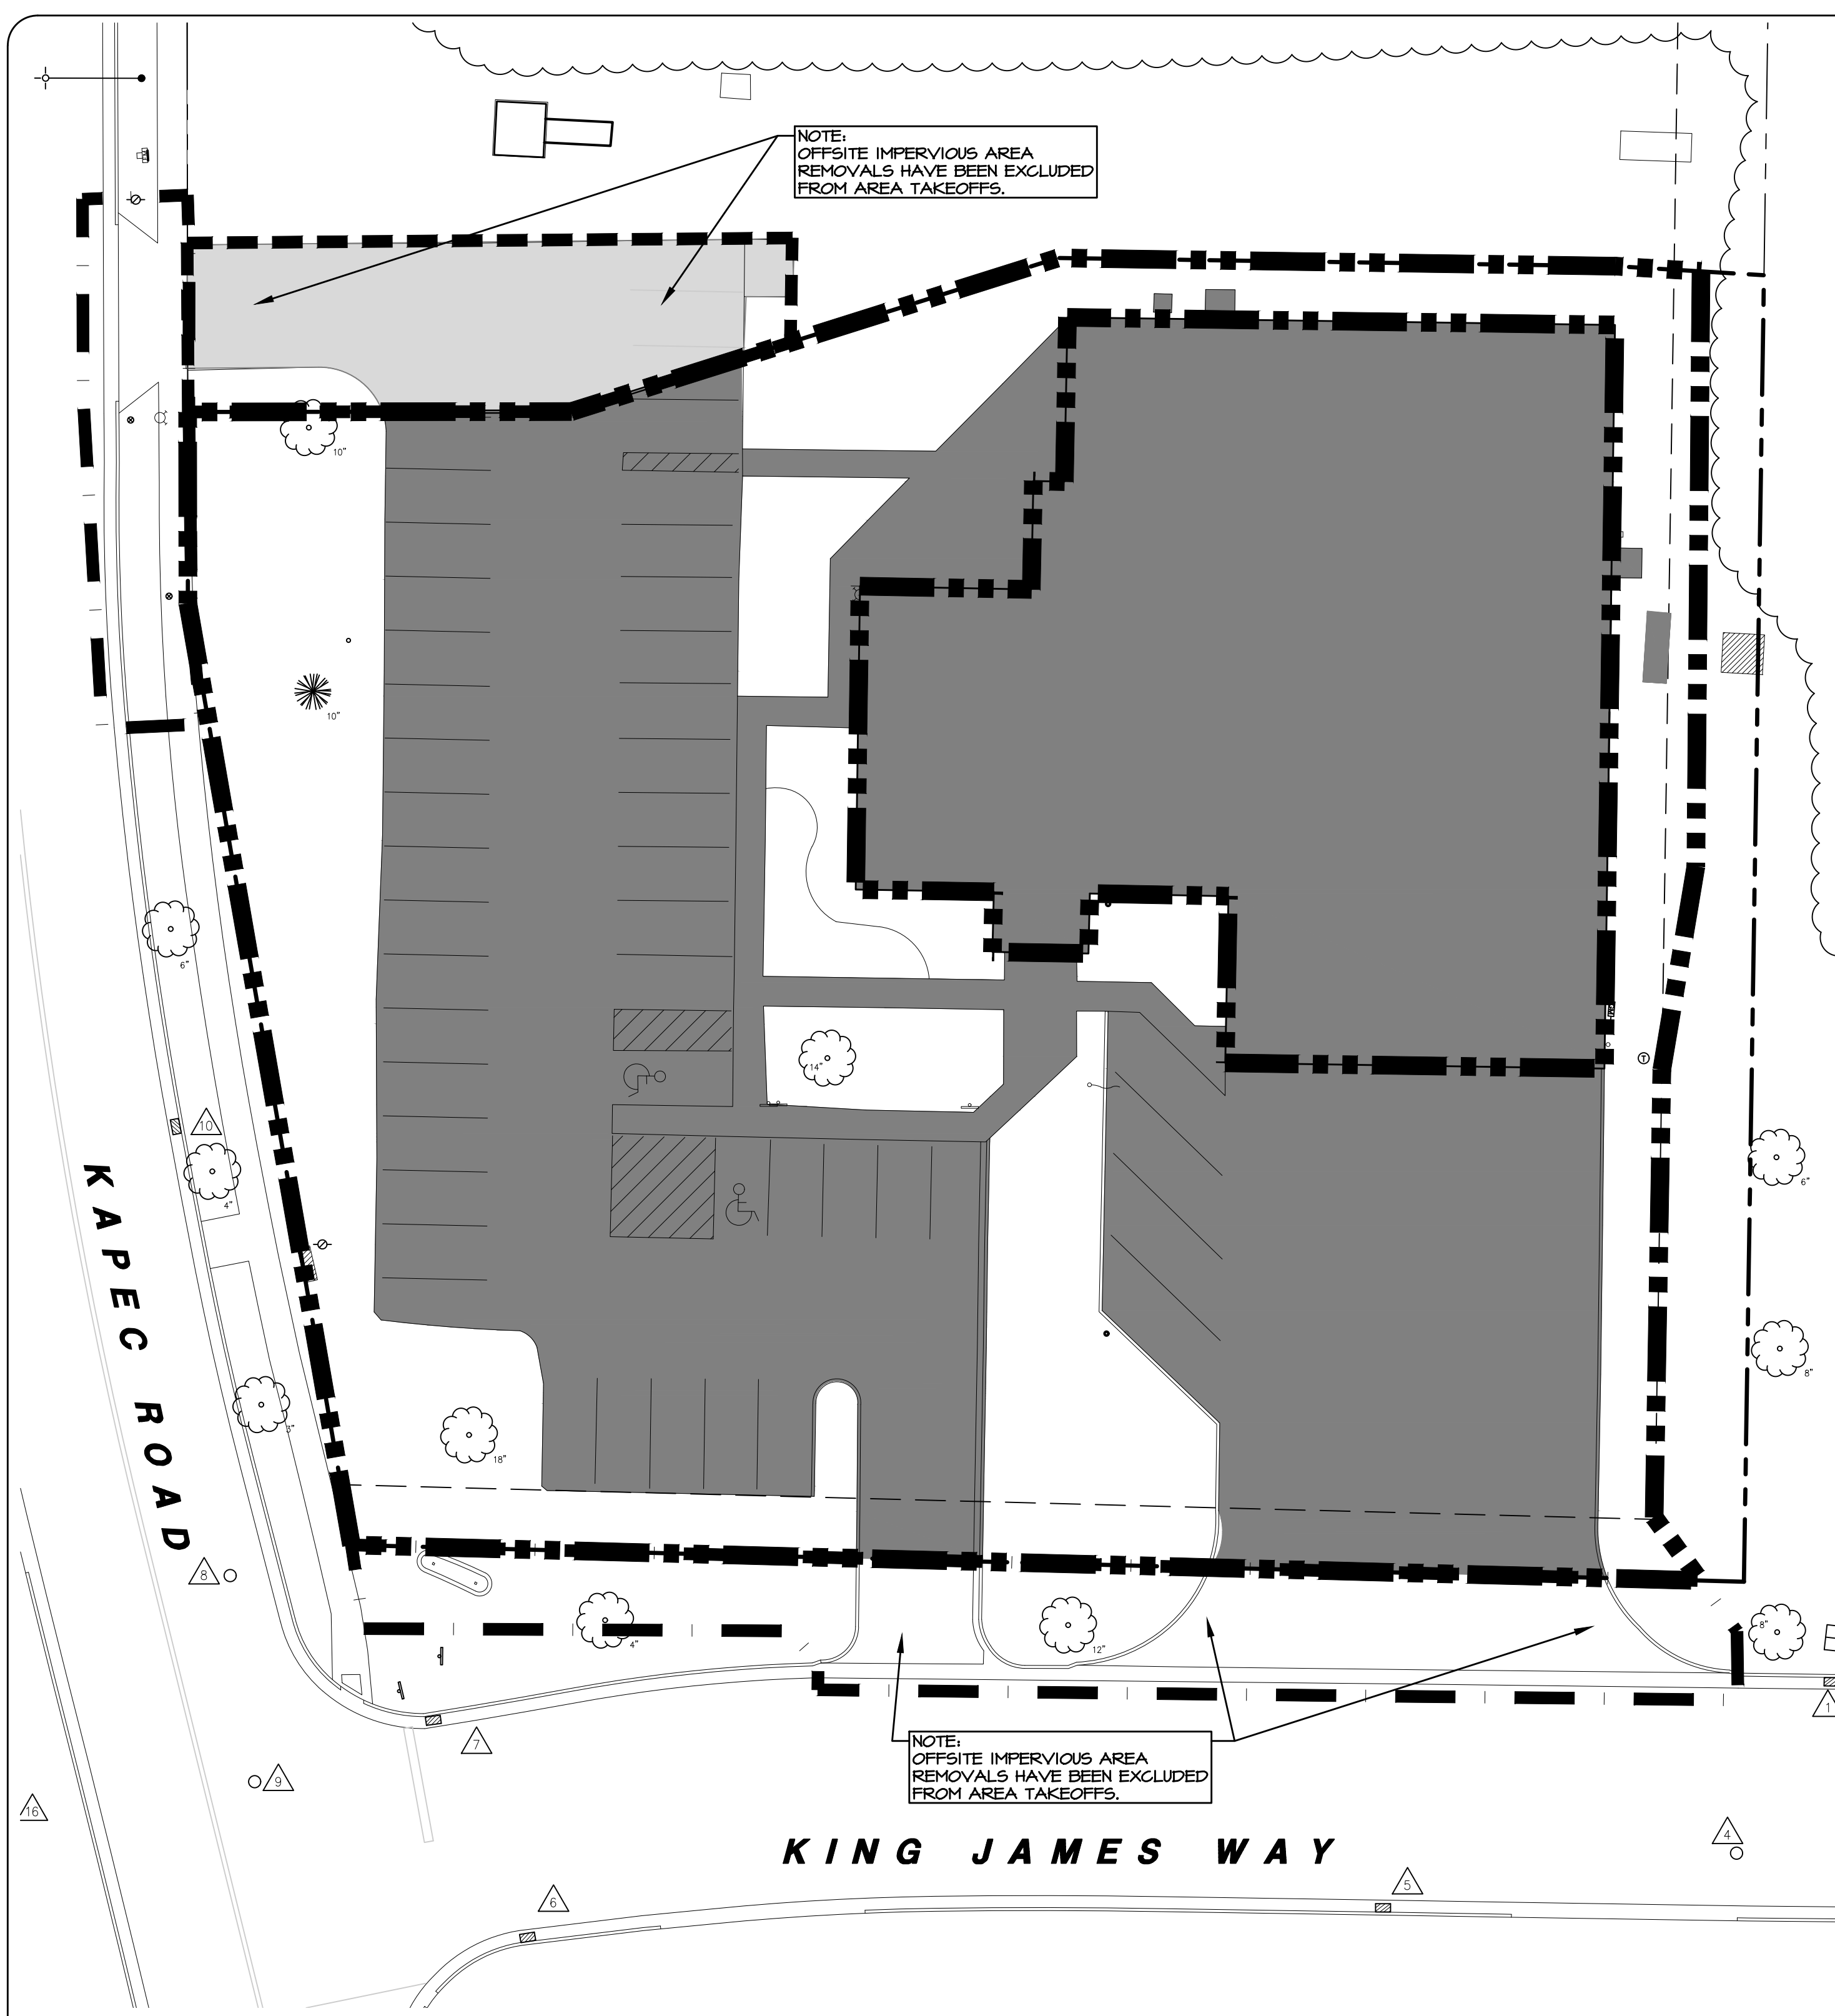 NOTE:
OFFSITE IMPERVIOUS AREA
REMOVALS HAVE BEEN EXCLUDED
FROM AREA TAKEOFFS.
10"
10"
6"
14"
10
4"
6"
T
KAPEC ROAD
8"
3"
18"
8
4"
12"
8"
1
7
NOTE:
OFFSITE IMPERVIOUS AREA
REMOVALS HAVE BEEN EXCLUDED
FROM AREA TAKEOFFS.
9
16
KING JAMES WAY
4
5
6